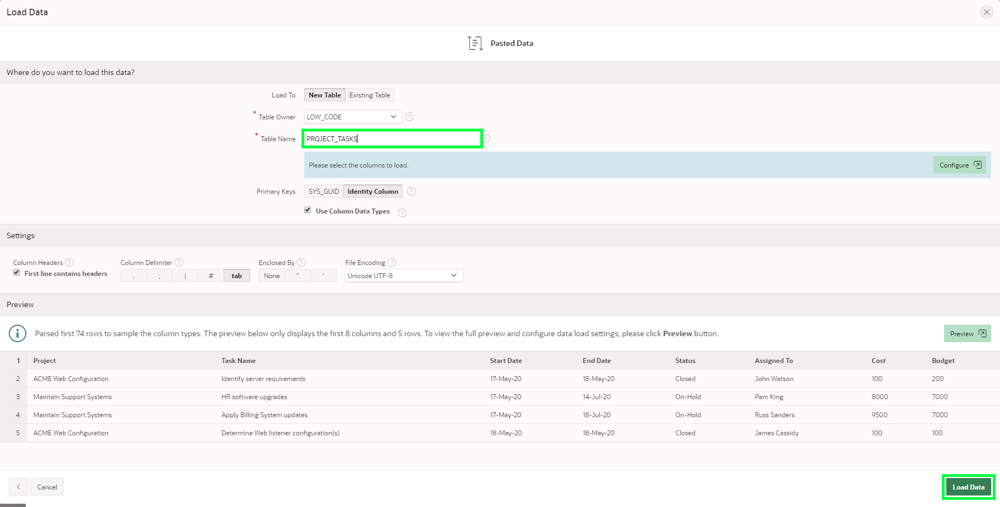 Load Data
Pasted Data
Where do you want to load this data?
Load To New Table Existing Table
* Table Owner LOW_CODE ?
* Table Name PROJECT_TASKS ?
Please select the columns to load. Configure
Primary Keys SYS_GUID Identity Column ?
Use Column Data Types ?
Settings
Column Headers ? Column Delimiter ? Enclosed By ? File Encoding ?
First line contains headers , ; | # tab None " ' Unicode UTF-8
Preview
Parsed first 74 rows to sample the column types. The preview below only displays the first 8 columns and 5 rows. To view the full preview and configure data load settings, please click Preview button. Preview
1 Project Task Name Start Date End Date Status Assigned To Cost Budget
2 ACME Web Configuration Identify server requirements 17-May-20 18-May-20 Closed John Watson 100 200
3 Maintain Support Systems HR software upgrades 17-May-20 14-Jul-20 On-Hold Pam King 8000 7000
4 Maintain Support Systems Apply Billing System updates 17-May-20 18-Jul-20 On-Hold Russ Sanders 9500 7000
5 ACME Web Configuration Determine Web listener configuration(s) 18-May-20 18-May-20 Closed James Cassidy 100 100
Cancel Load Data